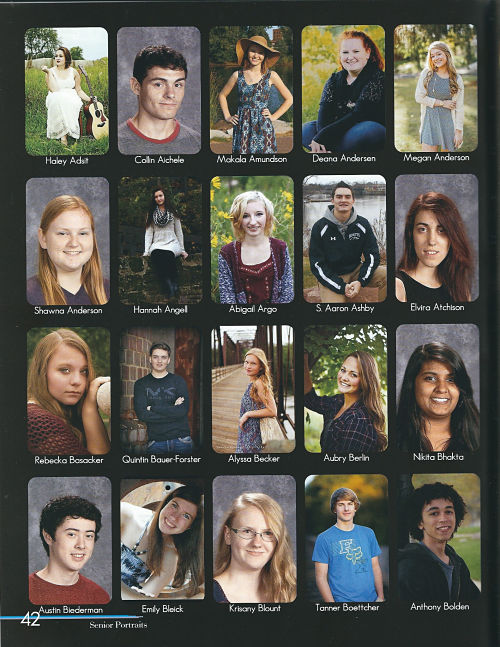 Haley Adsit
Collin Aichele
Makala Amundson
Deana Andersen
Megan Anderson
Shawna Anderson
Hannah Angell
Abigail Argo
S. Aaron Ashby
Elvira Atchison
Rebecka Basacker
Quintin Bauer-Forster
Alyssa Becker
Aubry Berlin
Nikita Bhakta
Austin Biederman
Emily Bleick
Krisany Blount
Tanner Boettcher
Anthony Bolden
42
Senior Portraits